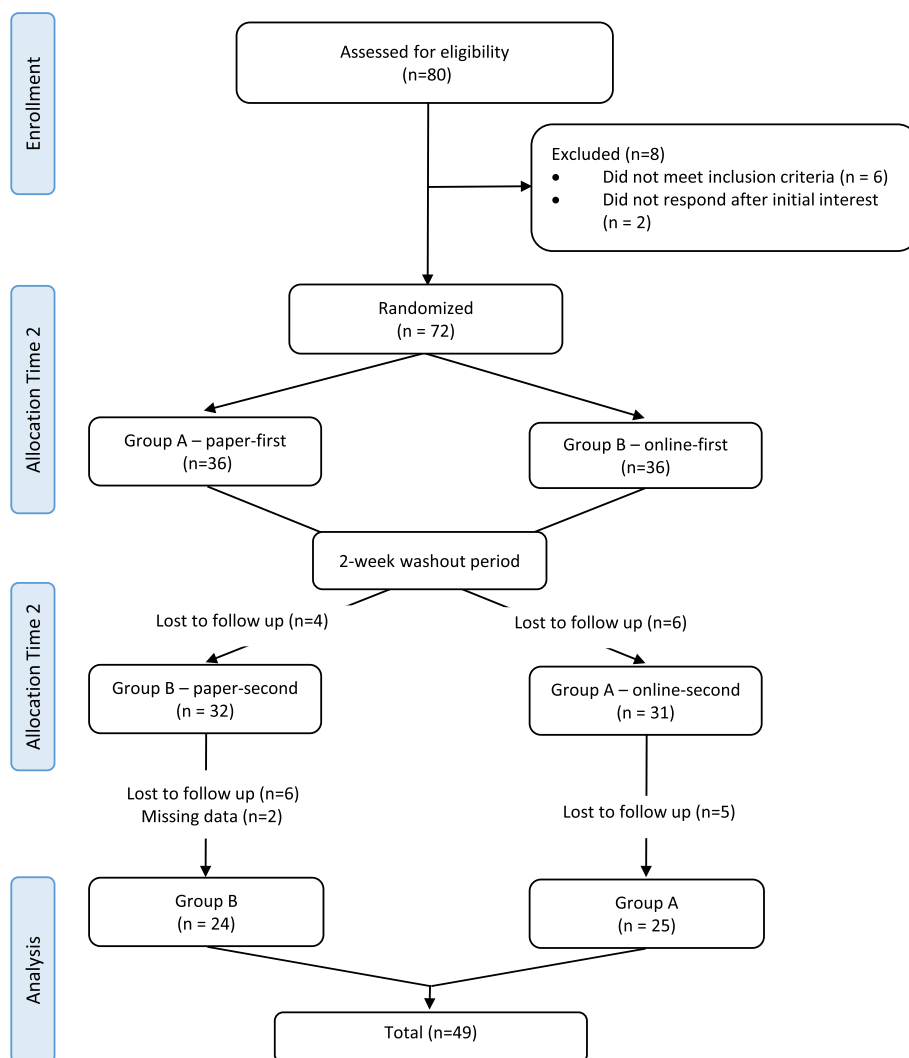 Enrollment
Assessed for eligibility
(n=80)
Excluded (n=8)
● Did not meet inclusion criteria (n = 6)
● Did not respond after initial interest
(n = 2)
Allocation Time 2
Randomized
(n = 72)
Group A – paper-first
(n=36)
Group B – online-first
(n=36)
2-week washout period
Allocation Time 2
Lost to follow up (n=4)
Lost to follow up (n=6)
Group B – paper-second
(n = 32)
Group A – online-second
(n = 31)
Lost to follow up (n=6)
Missing data (n=2)
Lost to follow up (n=5)
Analysis
Group B
(n = 24)
Group A
(n = 25)
Total (n=49)